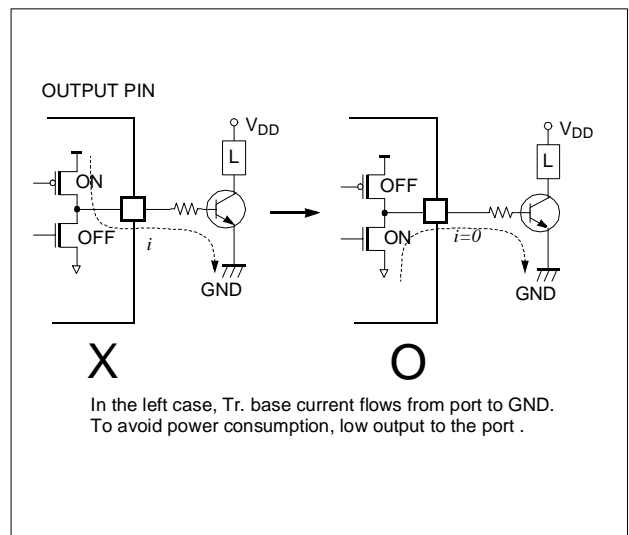 OUTPUT PIN
VDD
L
ON
OFF
i
GND
X
VDD
L
OFF
ON
i=0
GND
O
In the left case, Tr. base current flows from port to GND.
To avoid power consumption, low output to the port .